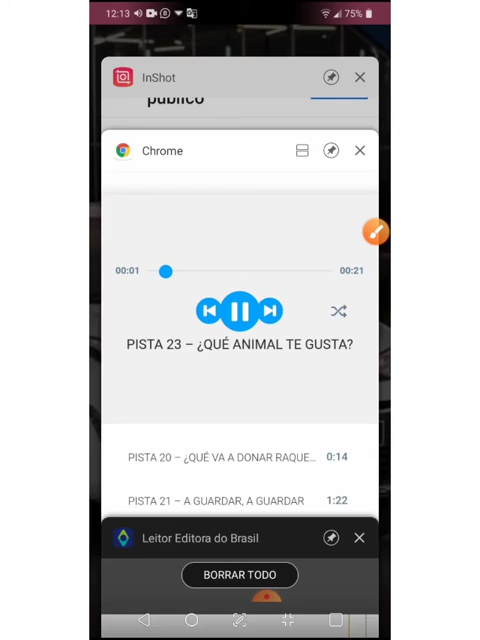 12:13
75%
InShot
público
Chrome
00:01
00:21
PISTA 23 – ¿QUÉ ANIMAL TE GUSTA?
PISTA 20 – ¿QUÉ VA A DONAR RAQUE... 0:14
PISTA 21 – A GUARDAR, A GUARDAR 1:22
Leitor Editora do Brasil
BORRAR TODO